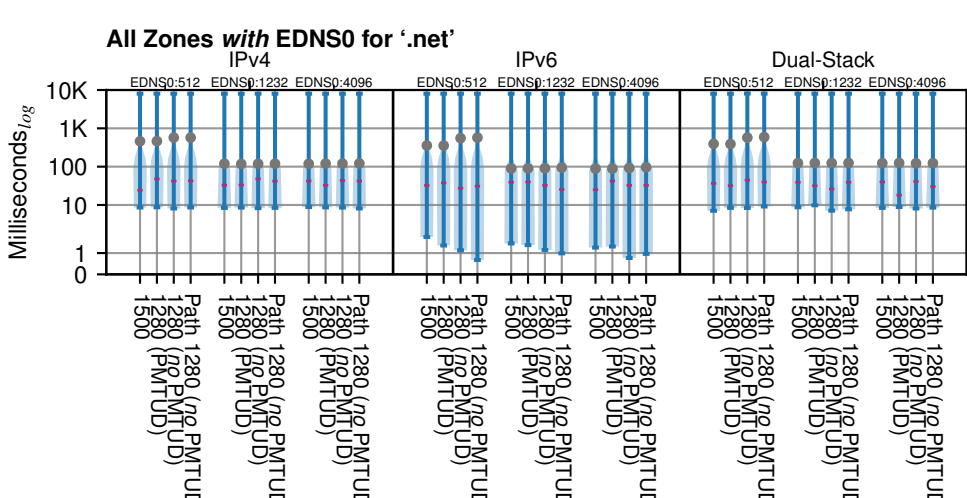 All Zones with EDNS0 for ‘.net’
IPv4 IPv6 Dual-Stack
EDNS0:512 EDNS0:1232 EDNS0:4096 EDNS0:512 EDNS0:1232 EDNS0:4096 EDNS0:512 EDNS0:1232 EDNS0:4096
Millisecondslog
10K
1K
100
10
1
0
1500
1280 (PMTUD)
1280 (no PMTUD)
Path 1280 (no PMTUD
1500
1280 (PMTUD)
1280 (no PMTUD)
Path 1280 (no PMTUD
1500
1280 (PMTUD)
1280 (no PMTUD)
Path 1280 (no PMTUD
1500
1280 (PMTUD)
1280 (no PMTUD)
Path 1280 (no PMTUD
1500
1280 (PMTUD)
1280 (no PMTUD)
Path 1280 (no PMTUD
1500
1280 (PMTUD)
1280 (no PMTUD)
Path 1280 (no PMTUD
1500
1280 (PMTUD)
1280 (no PMTUD)
Path 1280 (no PMTUD
1500
1280 (PMTUD)
1280 (no PMTUD)
Path 1280 (no PMTUD
1500
1280 (PMTUD)
1280 (no PMTUD)
Path 1280 (no PMTUD